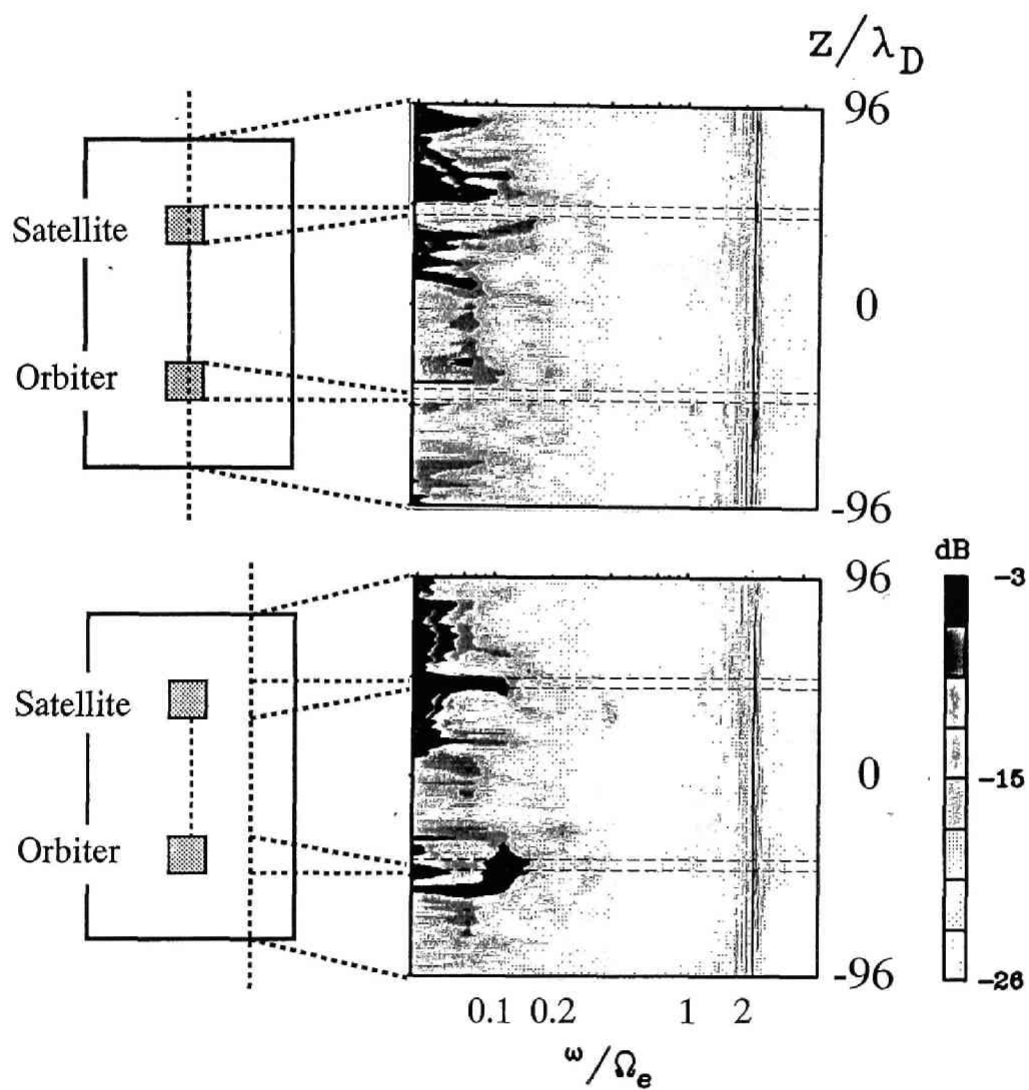 z/λD
96
Satellite
0
Orbiter
-96
dB
96
-3
Satellite
0
-15
Orbiter
-96
-26
0.1 0.2 1 2
ω/Ωe